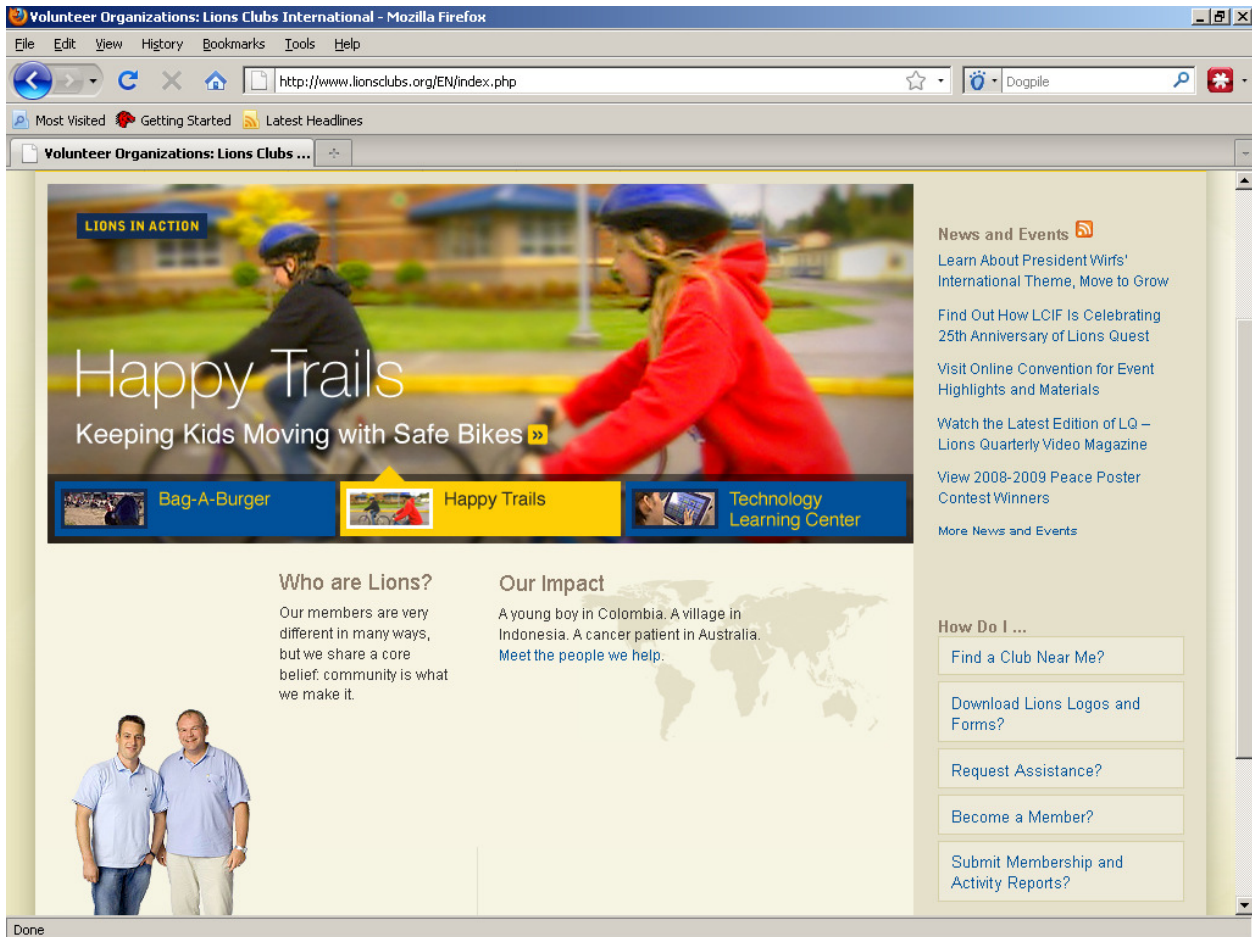 Volunteer Organizations: Lions Clubs International - Mozilla Firefox
File Edit View History Bookmarks Tools Help
http://www.lionsclubs.org/EN/index.php
Dogpile
Most Visited Getting Started Latest Headlines
Volunteer Organizations: Lions Clubs ...
LIONS IN ACTION
Happy Trails
Keeping Kids Moving with Safe Bikes »
Bag-A-Burger
Happy Trails
Technology
Learning Center
Who are Lions?
Our members are very
different in many ways,
but we share a core
belief: community is what
we make it.
Our Impact
A young boy in Colombia. A village in
Indonesia. A cancer patient in Australia.
Meet the people we help.
News and Events
Learn About President Wirfs'
International Theme, Move to Grow
Find Out How LCIF Is Celebrating
25th Anniversary of Lions Quest
Visit Online Convention for Event
Highlights and Materials
Watch the Latest Edition of LQ –
Lions Quarterly Video Magazine
View 2008-2009 Peace Poster
Contest Winners
More News and Events
How Do I ...
Find a Club Near Me?
Download Lions Logos and
Forms?
Request Assistance?
Become a Member?
Submit Membership and
Activity Reports?
Done